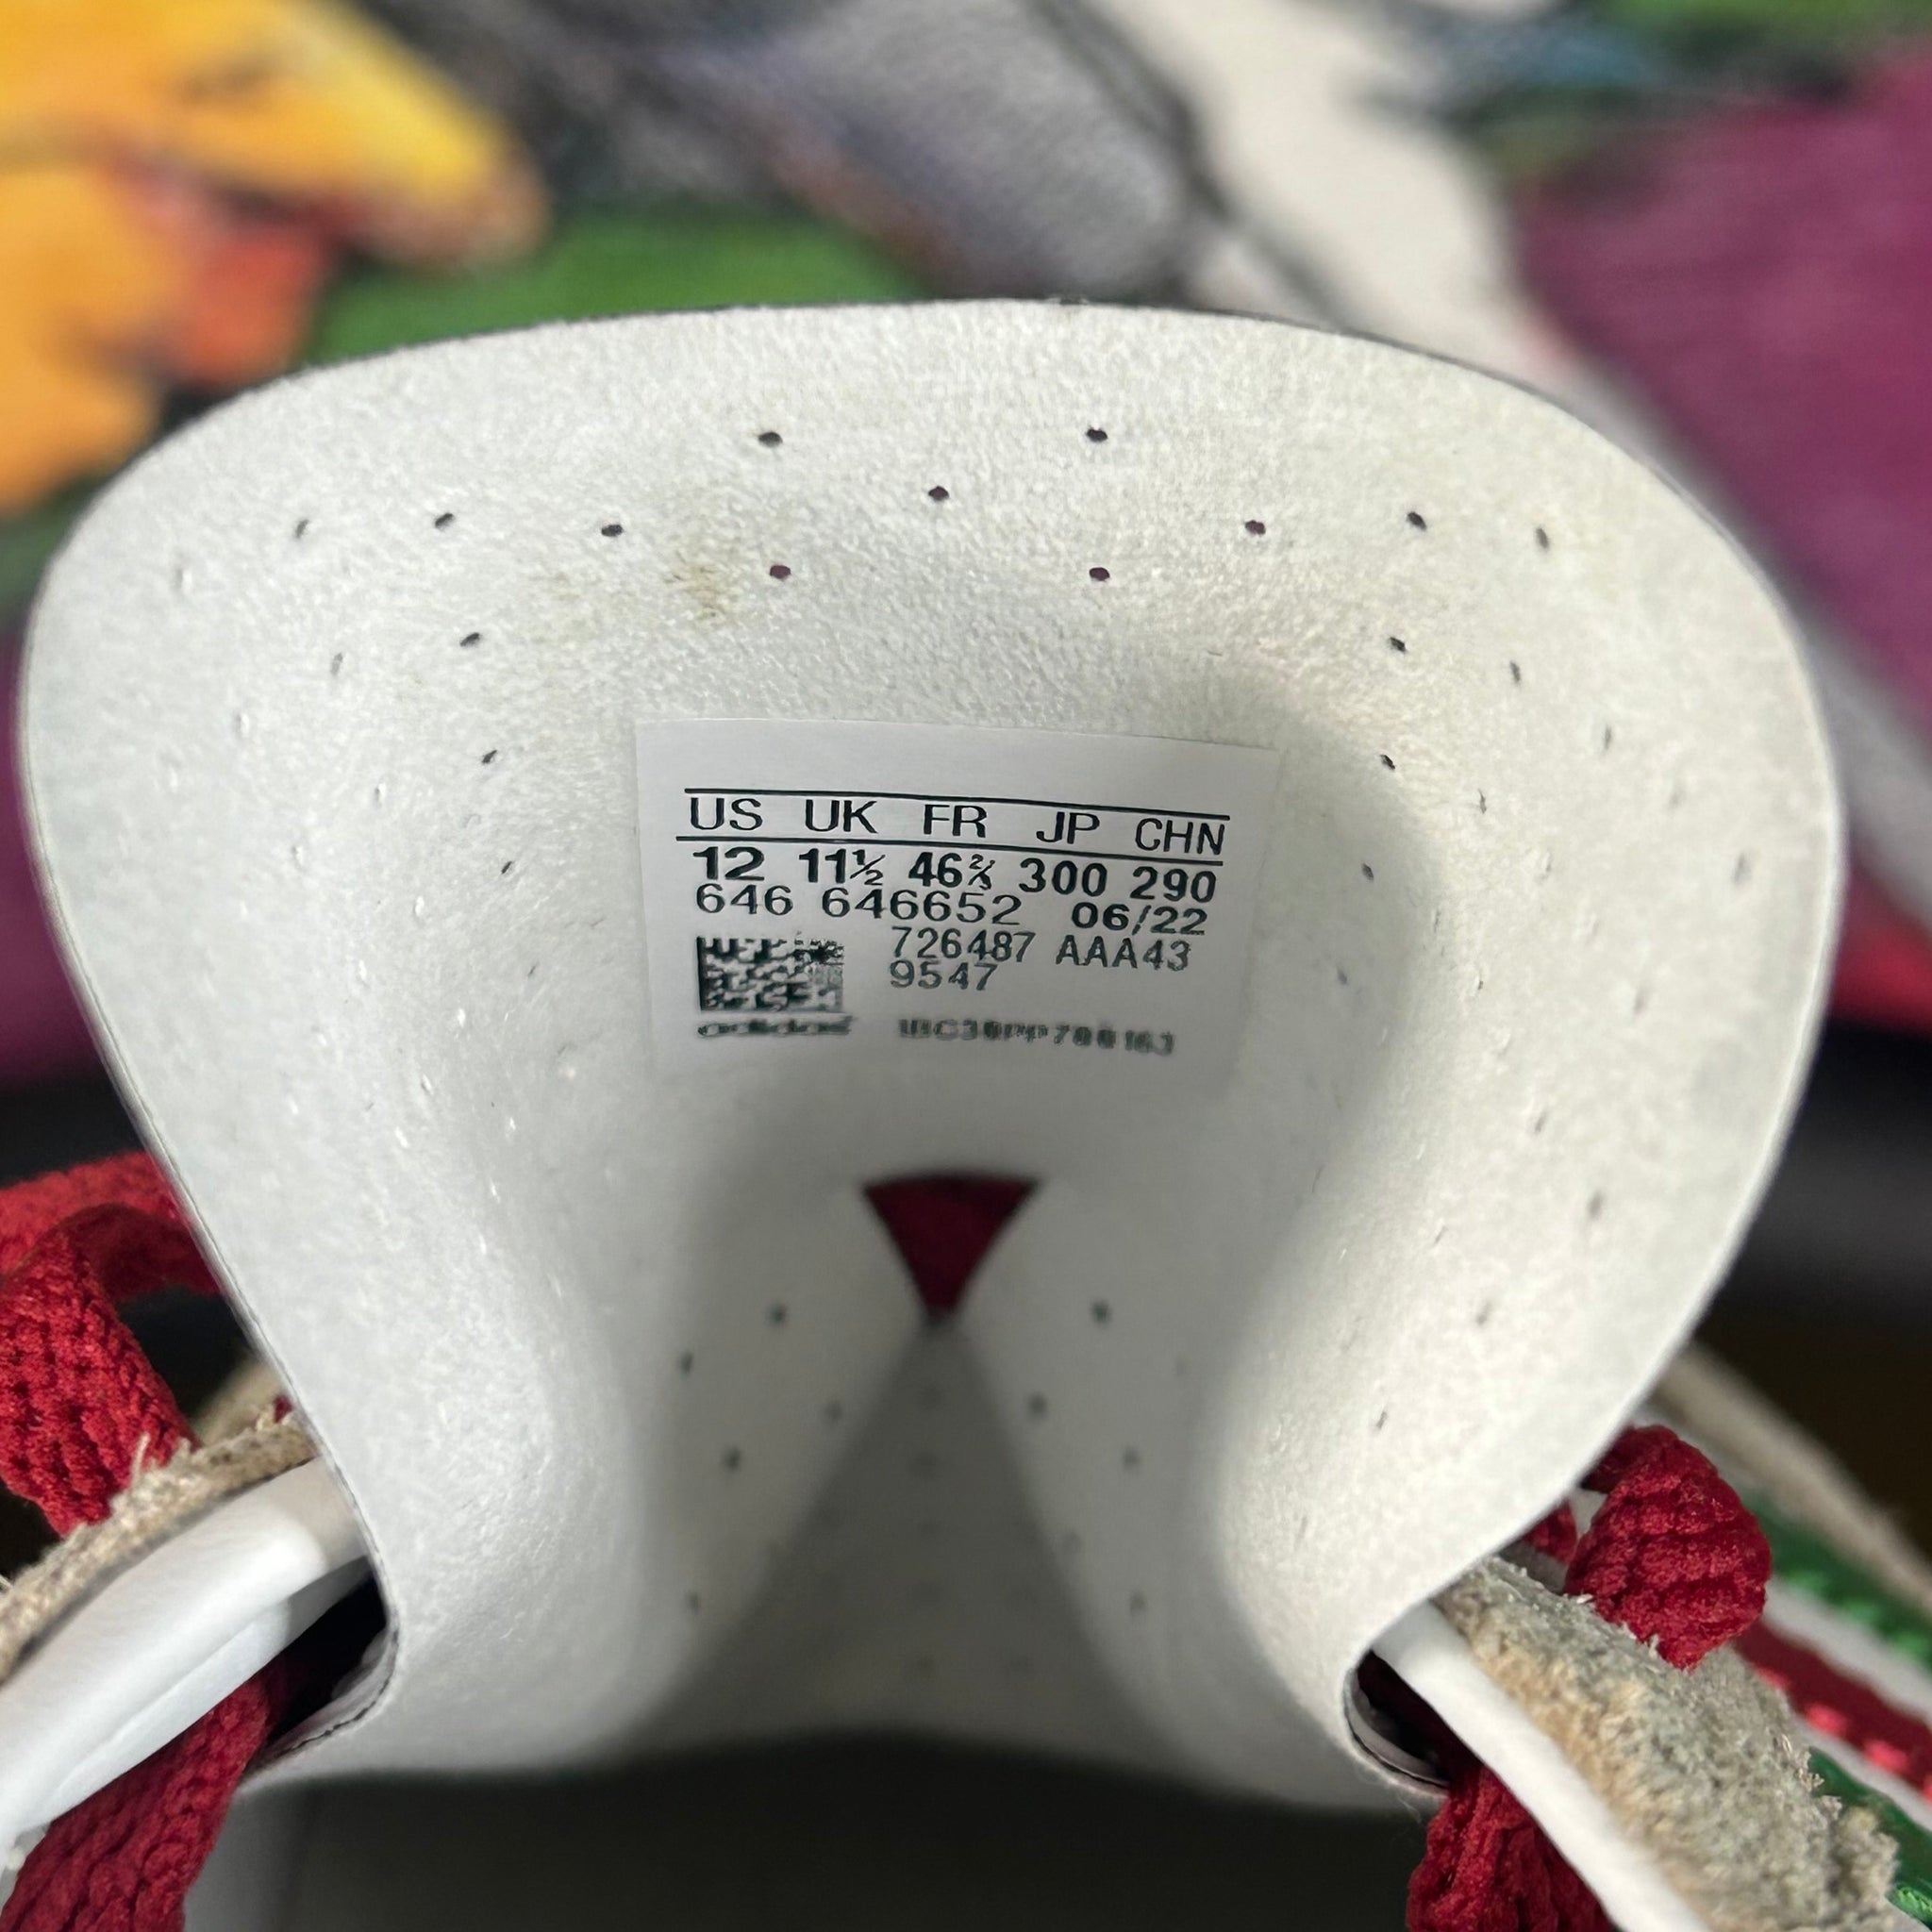 US UK FR JP CHN
12 11½ 46⅔ 300 290
646 646652 06/22
726487 AAA43
9547
adidas